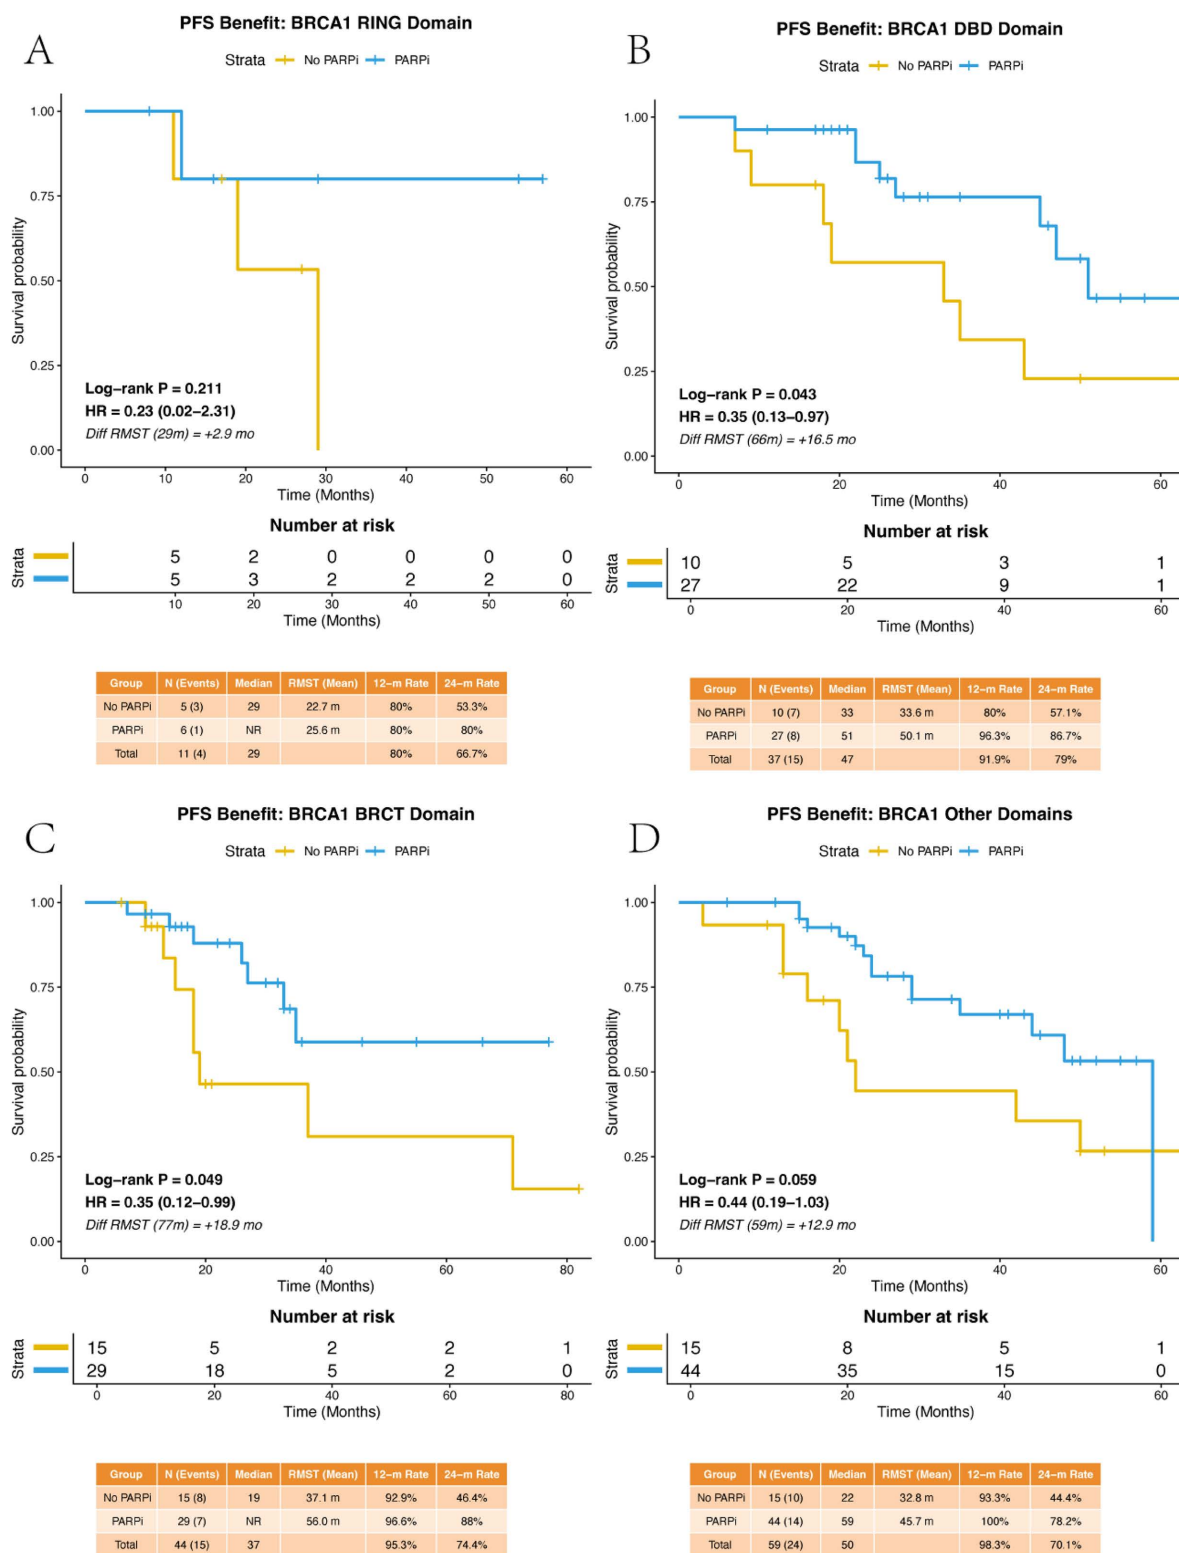 A
PFS Benefit: BRCA1 RING Domain
Strata No PARPi PARPi
Survival probability
1.00
0.75
0.50
0.25
0.00
Log−rank P = 0.211
HR = 0.23 (0.02−2.31)
Diff RMST (29m) = +2.9 mo
0 10 20 30 40 50 60
Time (Months)
Number at risk
Strata
5 2 0 0 0 0
5 3 2 2 2 0
10 20 30 40 50 60
Time (Months)
Group N (Events) Median RMST (Mean) 12−m Rate 24−m Rate
No PARPi 5 (3) 29 22.7 m 80% 53.3%
PARPi 6 (1) NR 25.6 m 80% 80%
Total 11 (4) 29 80% 66.7%
B
PFS Benefit: BRCA1 DBD Domain
Strata No PARPi PARPi
Survival probability
1.00
0.75
0.50
0.25
0.00
Log−rank P = 0.043
HR = 0.35 (0.13−0.97)
Diff RMST (66m) = +16.5 mo
0 20 40 60
Time (Months)
Number at risk
Strata
10 5 3 1
27 22 9 1
0 20 40 60
Time (Months)
Group N (Events) Median RMST (Mean) 12−m Rate 24−m Rate
No PARPi 10 (7) 33 33.6 m 80% 57.1%
PARPi 27 (8) 51 50.1 m 96.3% 86.7%
Total 37 (15) 47 91.9% 79%
C
PFS Benefit: BRCA1 BRCT Domain
Strata No PARPi PARPi
Survival probability
1.00
0.75
0.50
0.25
0.00
Log−rank P = 0.049
HR = 0.35 (0.12−0.99)
Diff RMST (77m) = +18.9 mo
0 20 40 60 80
Time (Months)
Number at risk
Strata
15 5 2 2 1
29 18 5 2 0
0 20 40 60 80
Time (Months)
Group N (Events) Median RMST (Mean) 12−m Rate 24−m Rate
No PARPi 15 (8) 19 37.1 m 92.9% 46.4%
PARPi 29 (7) NR 56.0 m 96.6% 88%
Total 44 (15) 37 95.3% 74.4%
D
PFS Benefit: BRCA1 Other Domains
Strata No PARPi PARPi
Survival probability
1.00
0.75
0.50
0.25
0.00
Log−rank P = 0.059
HR = 0.44 (0.19−1.03)
Diff RMST (59m) = +12.9 mo
0 20 40 60
Time (Months)
Number at risk
Strata
15 8 5 1
44 35 15 0
0 20 40 60
Time (Months)
Group N (Events) Median RMST (Mean) 12−m Rate 24−m Rate
No PARPi 15 (10) 22 32.8 m 93.3% 44.4%
PARPi 44 (14) 59 45.7 m 100% 78.2%
Total 59 (24) 50 98.3% 70.1%